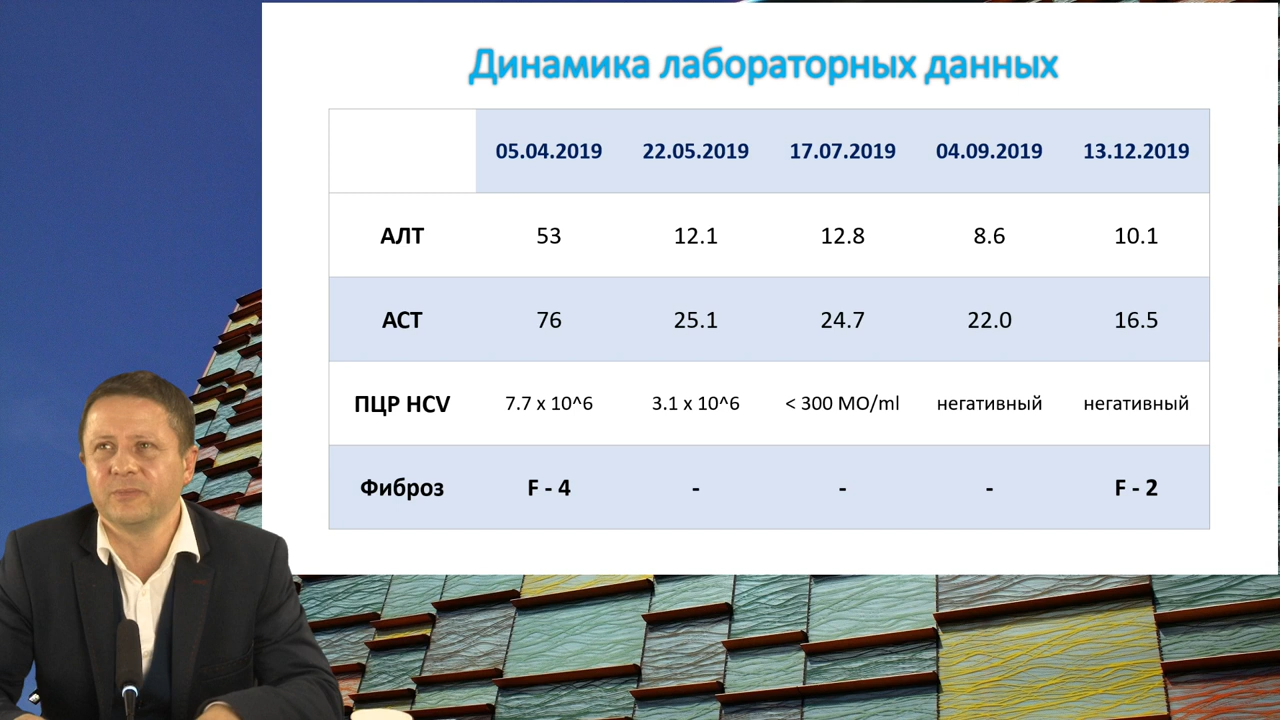 Динамика лабораторных данных
05.04.2019 22.05.2019 17.07.2019 04.09.2019 13.12.2019
АЛТ 53 12.1 12.8 8.6 10.1
АСТ 76 25.1 24.7 22.0 16.5
ПЦР HCV 7.7 x 10^6 3.1 x 10^6 < 300 МО/ml негативный негативный
Фиброз F - 4 - - - F - 2